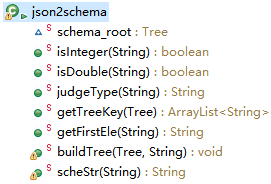 json2schema
S schema_root : Tree
S isInteger(String) : boolean
S isDouble(String) : boolean
S judgeType(String) : String
S getTreeKey(Tree) : ArrayList<String>
S getFirstEle(String) : String
S buildTree(Tree, String) : void
S scheStr(String) : String